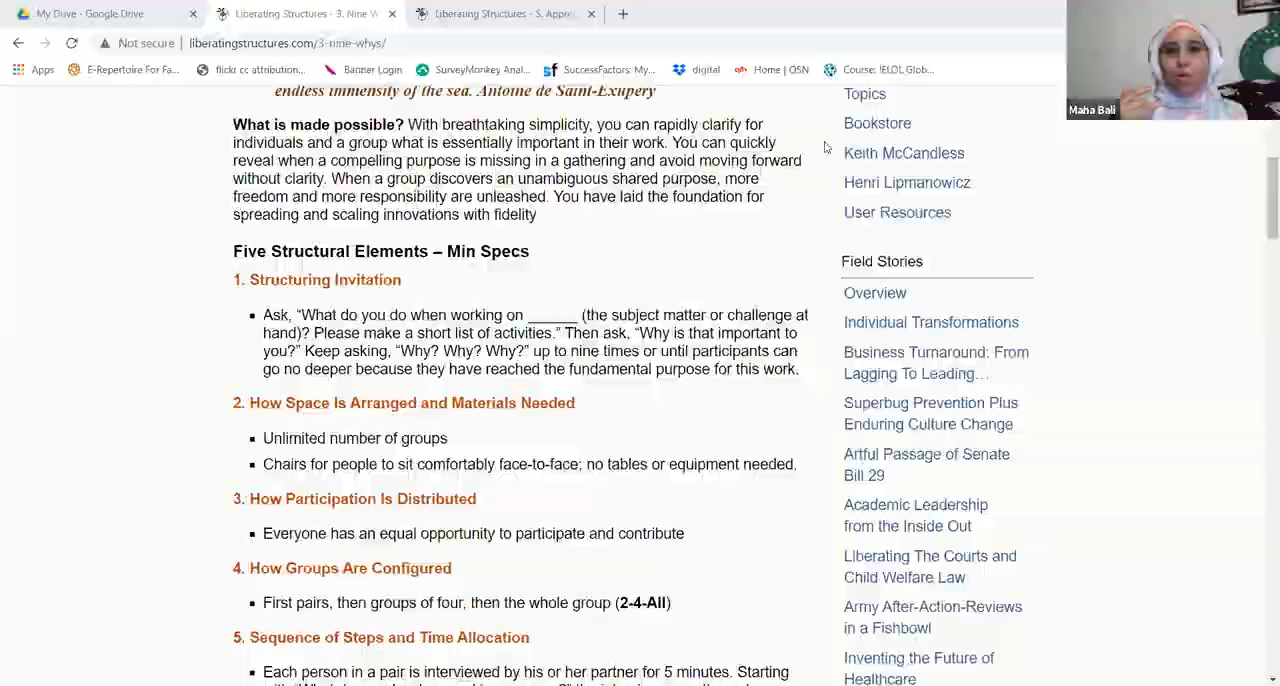 My Drive - Google Drive
Liberating Structures - 3. Nine W
Liberating Structures - 5. Appre
Not secure | liberatingstructures.com/3-nine-whys/
Apps
E-Repertoire For Fa...
flickr cc attribution...
Banner Login
SurveyMonkey Anal...
SuccessFactors: My...
digital
Home | OSN
Course: IELOL Glob...
Maha Bali
endless immensity of the sea. Antoine de Saint-Exupery
What is made possible? With breathtaking simplicity, you can rapidly clarify for
individuals and a group what is essentially important in their work. You can quickly
reveal when a compelling purpose is missing in a gathering and avoid moving forward
without clarity. When a group discovers an unambiguous shared purpose, more
freedom and more responsibility are unleashed. You have laid the foundation for
spreading and scaling innovations with fidelity
Five Structural Elements – Min Specs
1. Structuring Invitation
▪ Ask, “What do you do when working on ______ (the subject matter or challenge at
hand)? Please make a short list of activities.” Then ask, “Why is that important to
you?” Keep asking, “Why? Why? Why?” up to nine times or until participants can
go no deeper because they have reached the fundamental purpose for this work.
2. How Space Is Arranged and Materials Needed
▪ Unlimited number of groups
▪ Chairs for people to sit comfortably face-to-face; no tables or equipment needed.
3. How Participation Is Distributed
▪ Everyone has an equal opportunity to participate and contribute
4. How Groups Are Configured
▪ First pairs, then groups of four, then the whole group (2-4-All)
5. Sequence of Steps and Time Allocation
▪ Each person in a pair is interviewed by his or her partner for 5 minutes. Starting
Topics
Bookstore
Keith McCandless
Henri Lipmanowicz
User Resources
Field Stories
Overview
Individual Transformations
Business Turnaround: From
Lagging To Leading…
Superbug Prevention Plus
Enduring Culture Change
Artful Passage of Senate
Bill 29
Academic Leadership
from the Inside Out
Liberating The Courts and
Child Welfare Law
Army After-Action-Reviews
in a Fishbowl
Inventing the Future of
Healthcare